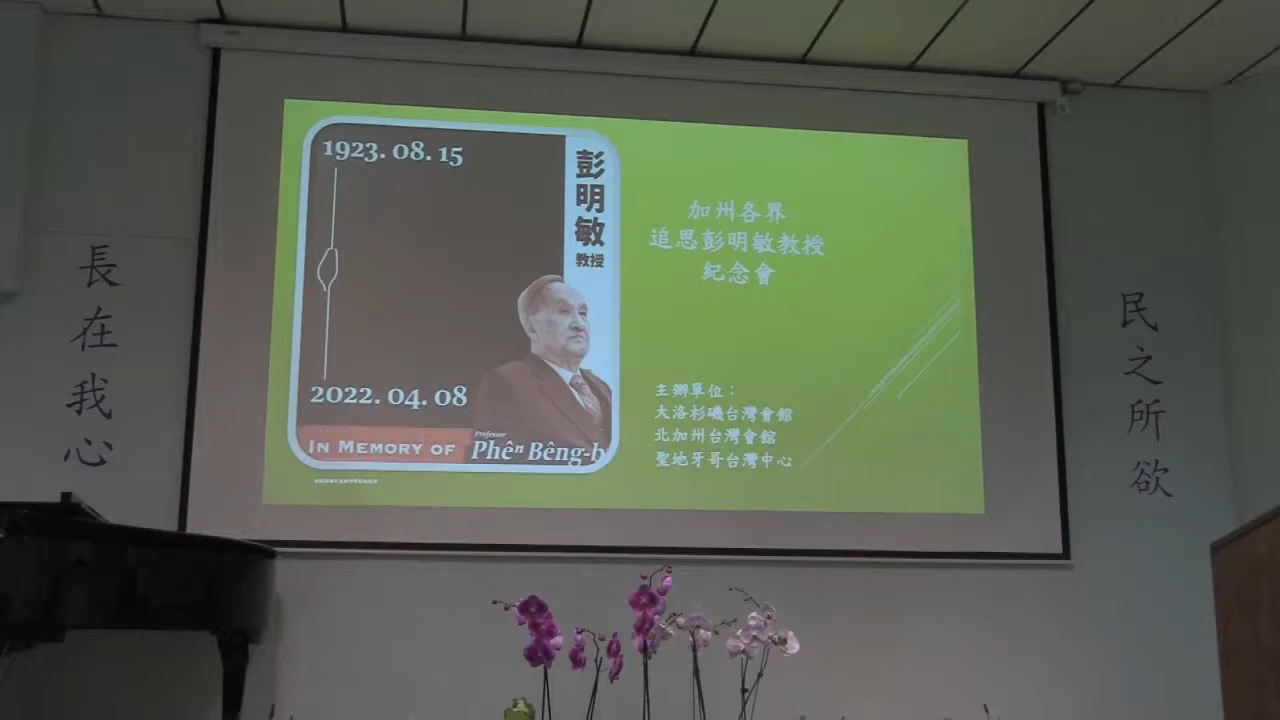 民之所欲
長在我心
1923. 08. 15
彭明敏
教授
2022. 04. 08
IN MEMORY OF
Professor
Phêⁿ Bêng-b
加州各界
追思彭明敏教授
紀念會
主辦單位：
大洛杉磯台灣會館
北加州台灣會館
聖地牙哥台灣中心